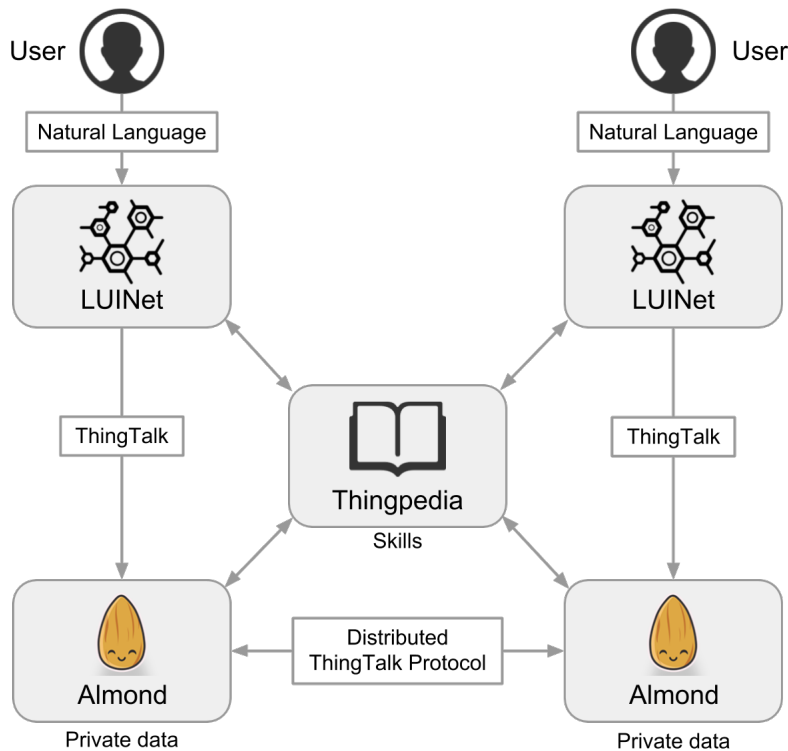 User
User
Natural Language
Natural Language
LUINet
LUINet
ThingTalk
ThingTalk
Thingpedia
Skills
Distributed
ThingTalk Protocol
Almond
Almond
Private data
Private data